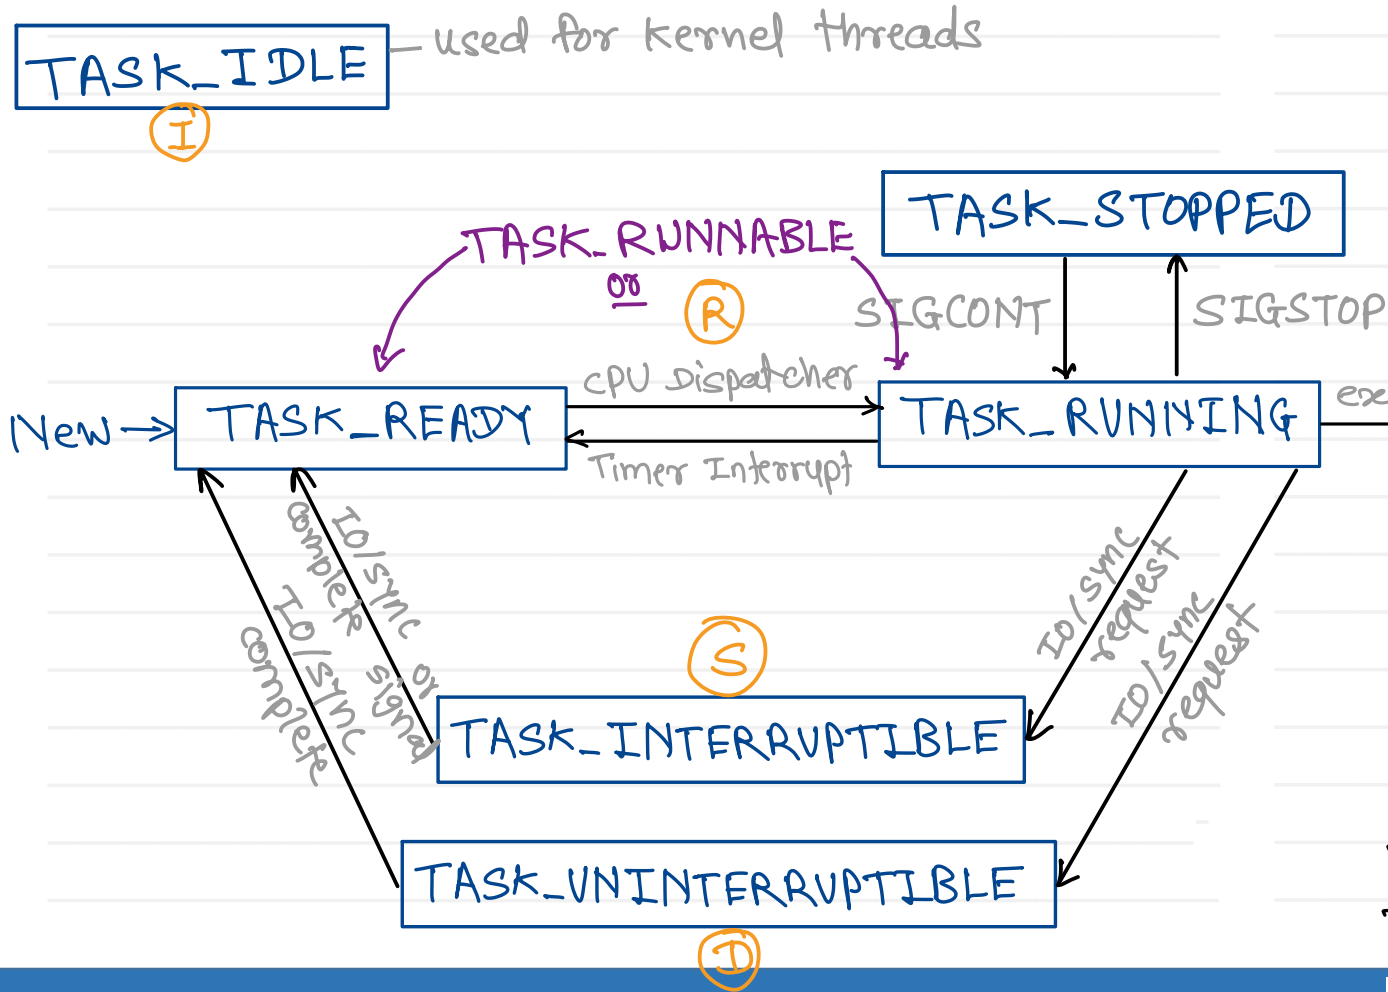 TASK_IDLE
used for kernel threads
I
TASK_STOPPED
TASK_RUNNABLE
or
R
SIGCONT
SIGSTOP
CPU Dispatcher
New
TASK_READY
TASK_RUNNING
Timer Interrupt
IO/sync
complete or
signal
IO/sync
complete
IO/sync
request
IO/sync
request
S
TASK_INTERRUPTIBLE
TASK_UNINTERRUPTIBLE
D